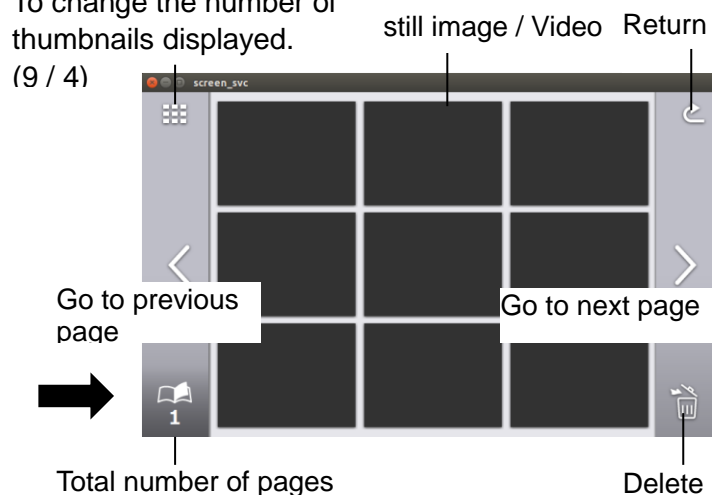 To change the number of
thumbnails displayed.
(9 / 4)
still image / Video
Return
screen_svc
Go to previous
page
Go to next page
1
Total number of pages
Delete